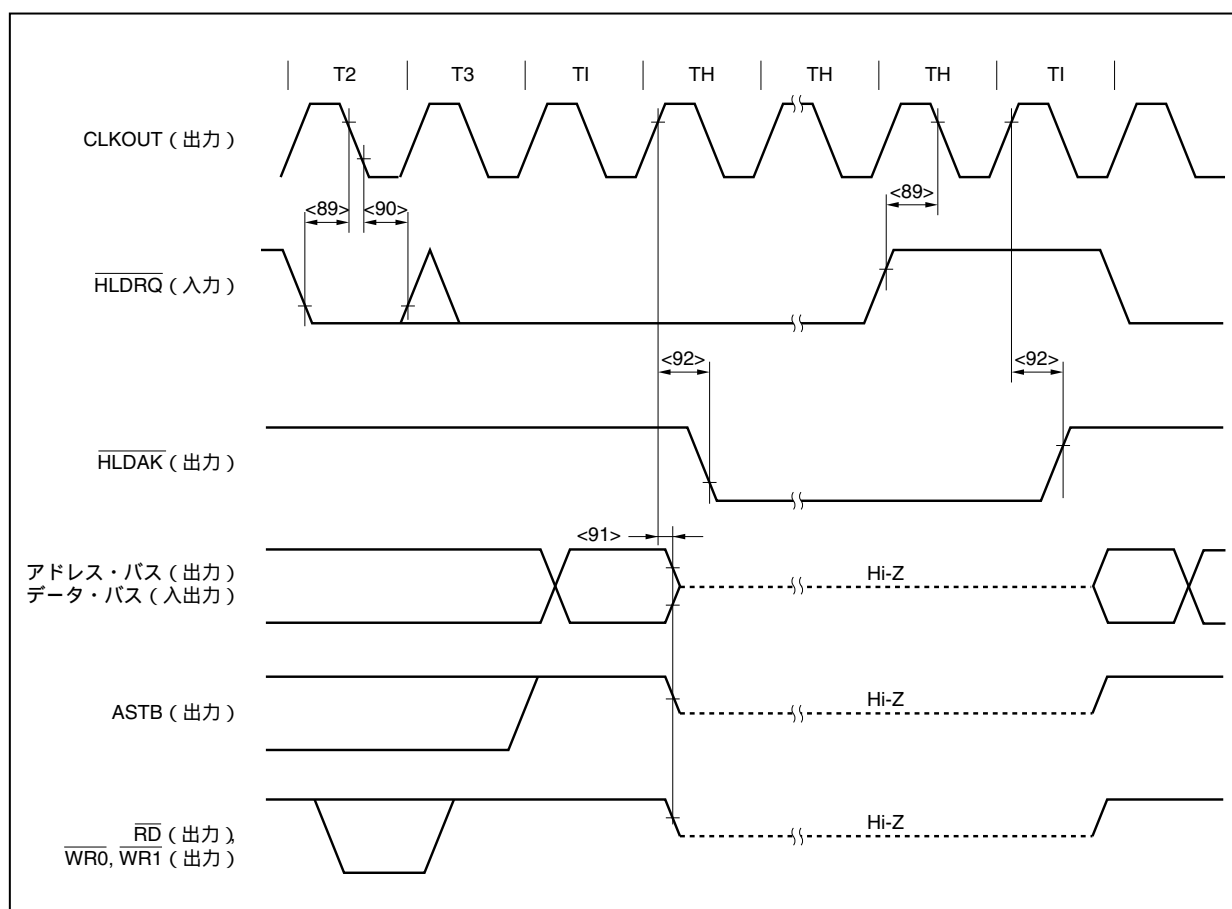 T2 T3 TI TH TH TH TI
CLKOUT（出力）
<89> <90> <89>
HLDRQ（入力）
<92> <92>
HLDAK（出力）
<91>
アドレス・バス（出力）
データ・バス（入出力）
Hi-Z
ASTB（出力）
Hi-Z
RD（出力）,
WR0, WR1（出力）
Hi-Z